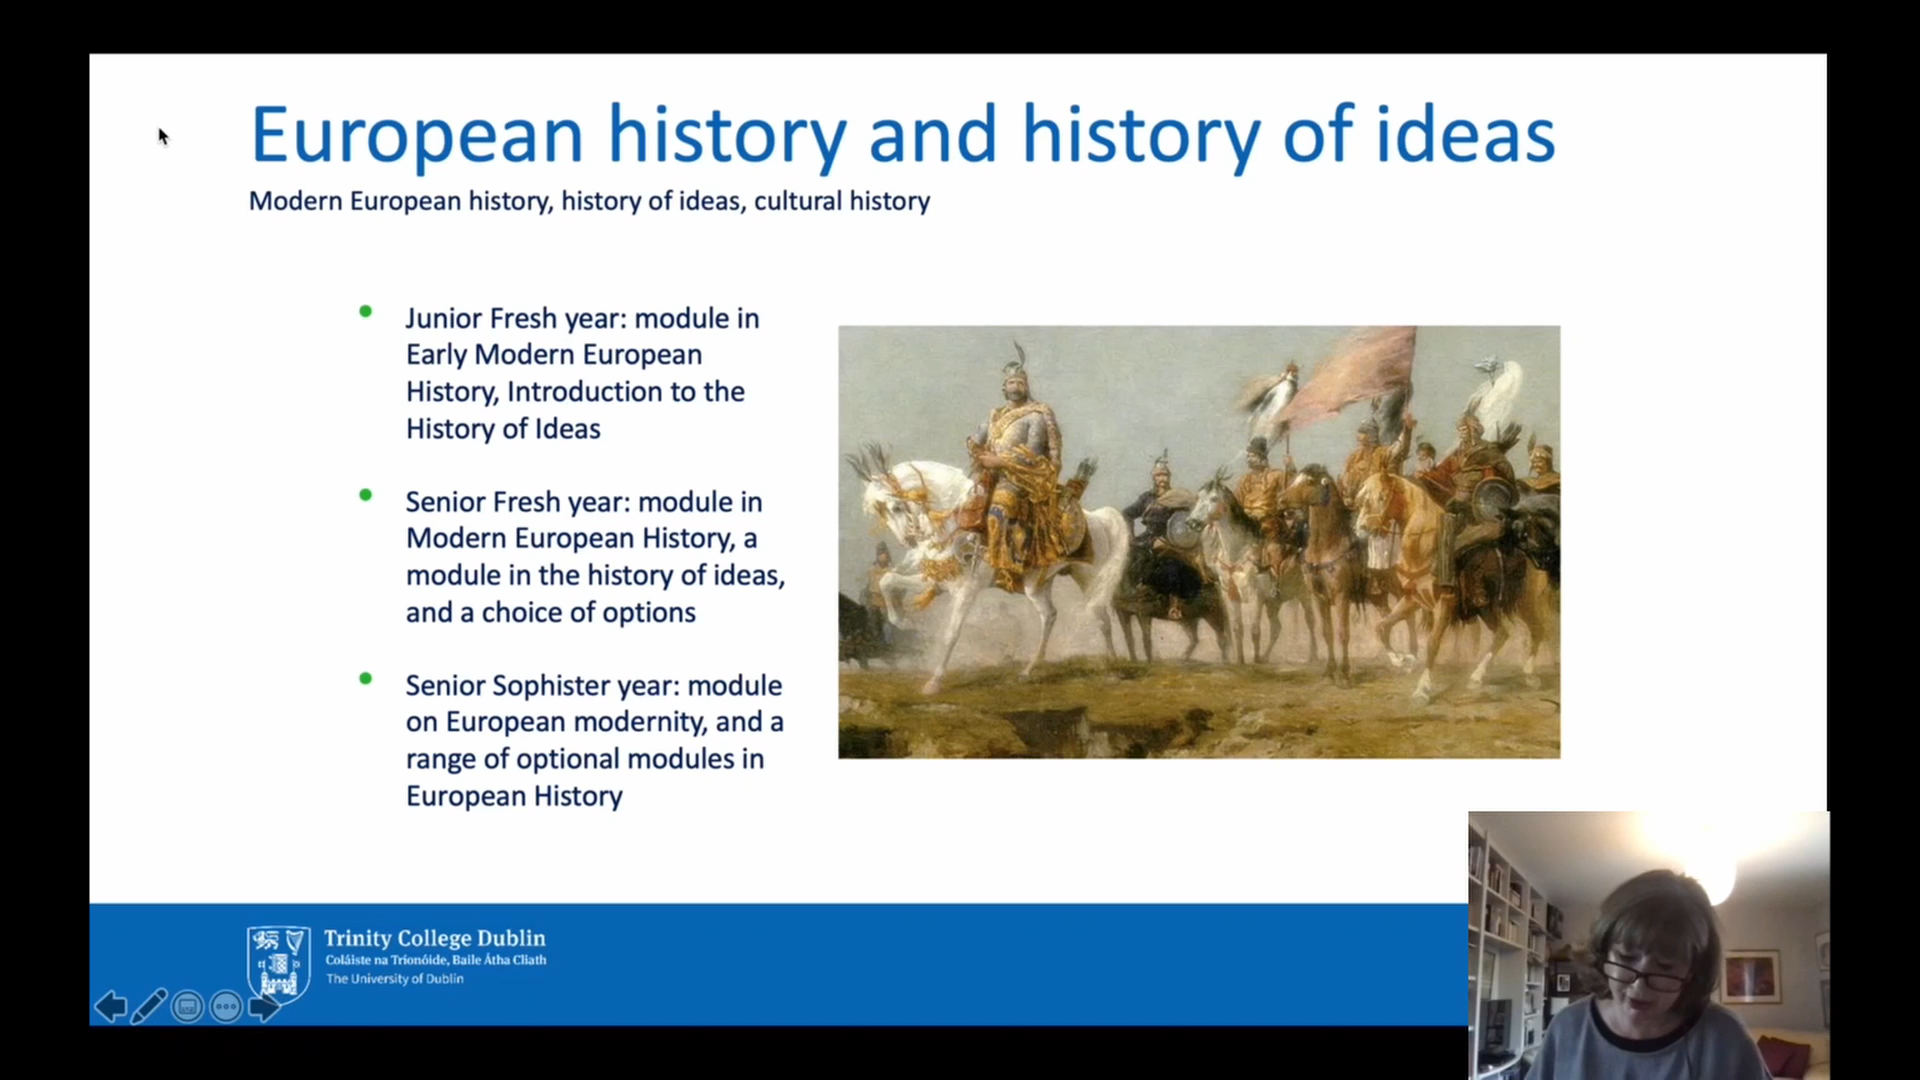 European history and history of ideas
Modern European history, history of ideas, cultural history
Junior Fresh year: module in
Early Modern European
History, Introduction to the
History of Ideas
Senior Fresh year: module in
Modern European History, a
module in the history of ideas,
and a choice of options
Senior Sophister year: module
on European modernity, and a
range of optional modules in
European History
Trinity College Dublin
Coláiste na Tríonóide, Baile Átha Cliath
The University of Dublin